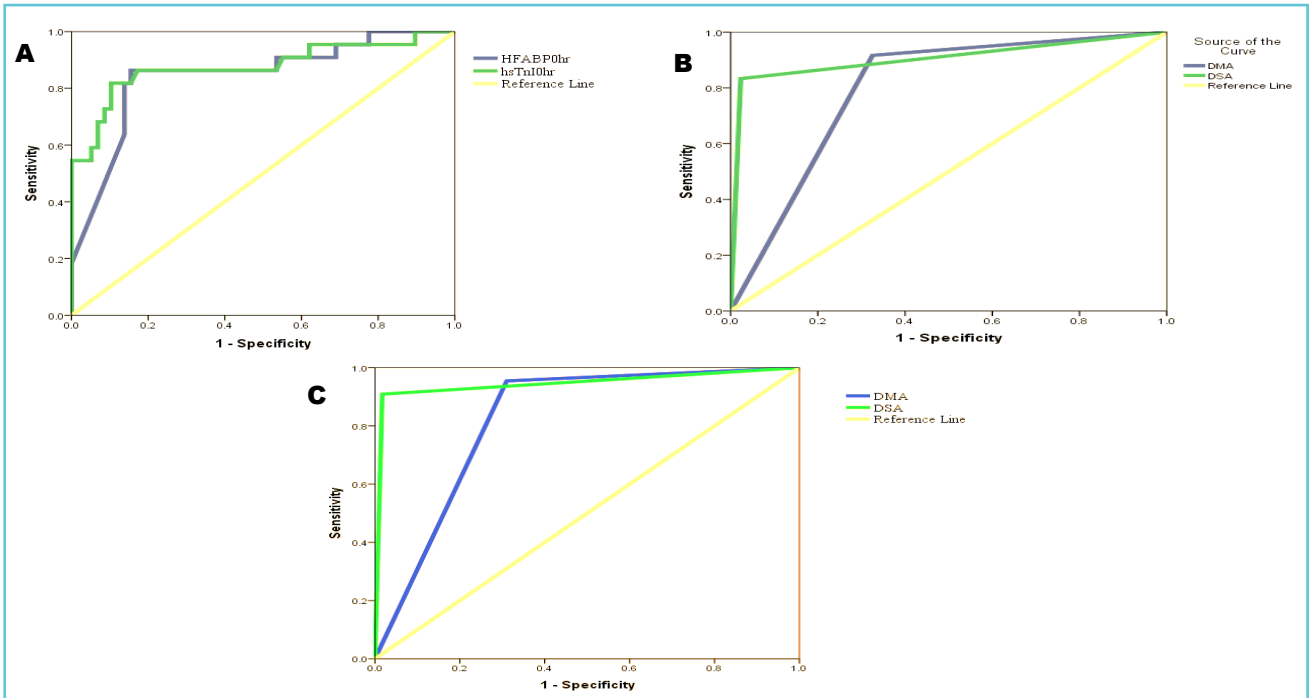 A
1.0
0.8
0.6
0.4
0.2
0.0
Sensitivity
0.0 0.2 0.4 0.6 0.8 1.0
1 - Specificity
HFABP0hr
hsTnI0hr
Reference Line
B
1.0
0.8
0.6
0.4
0.2
0.0
Sensitivity
0.0 0.2 0.4 0.6 0.8 1.0
1 - Specificity
Source of the
Curve
DMA
DSA
Reference Line
C
1.0
0.8
0.6
0.4
0.2
0.0
Sensitivity
0.0 0.2 0.4 0.6 0.8 1.0
1 - Specificity
DMA
DSA
Reference Line